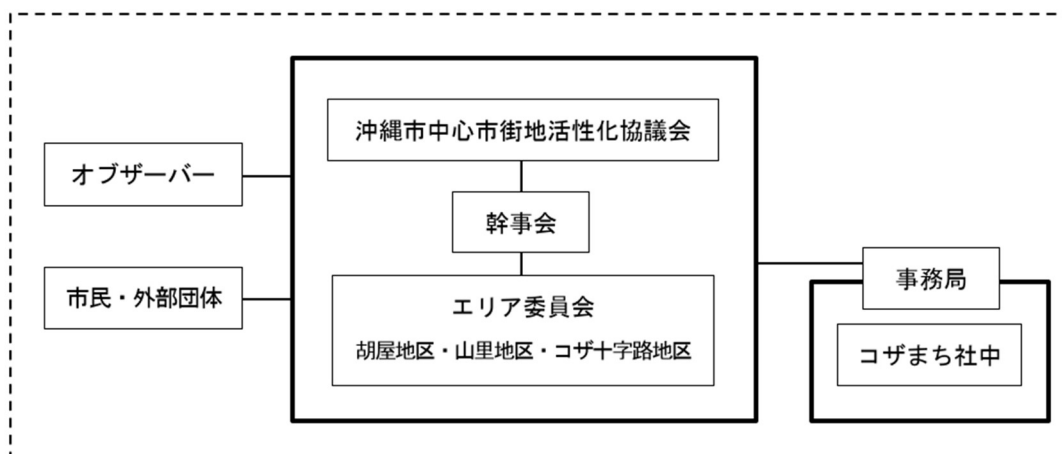 沖縄市中心市街地活性化協議会
オブザーバー
幹事会
市民・外部団体
エリア委員会
胡屋地区・山里地区・コザ十字路地区
事務局
コザまち社中